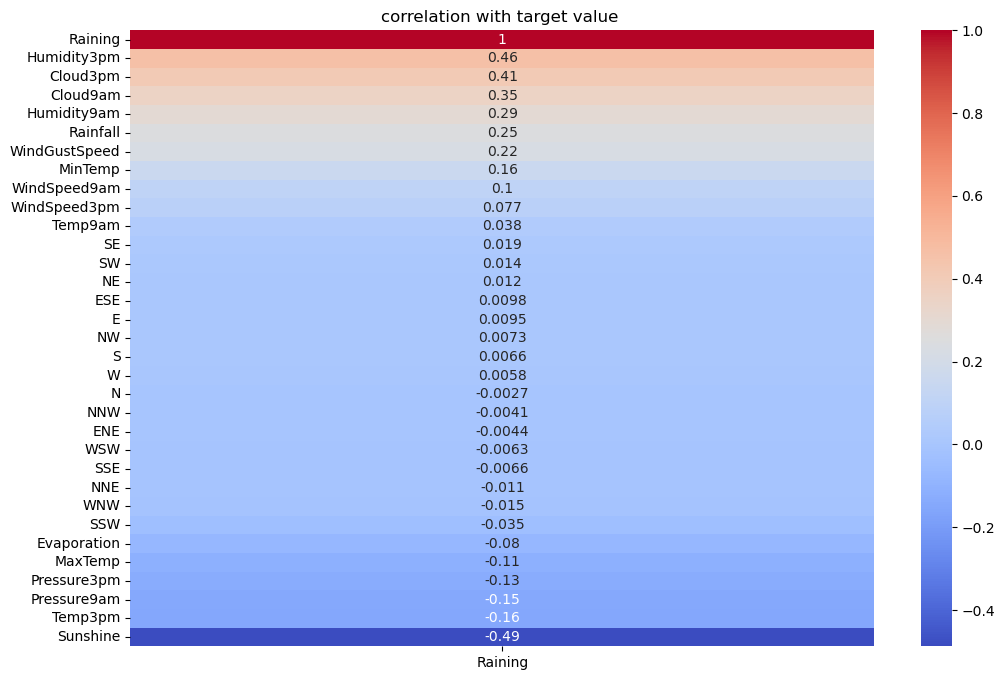 correlation with target value
Raining 1
Humidity3pm 0.46
Cloud3pm 0.41
Cloud9am 0.35
Humidity9am 0.29
Rainfall 0.25
WindGustSpeed 0.22
MinTemp 0.16
WindSpeed9am 0.1
WindSpeed3pm 0.077
Temp9am 0.038
SE 0.019
SW 0.014
NE 0.012
ESE 0.0098
E 0.0095
NW 0.0073
S 0.0066
W 0.0058
N -0.0027
NNW -0.0041
ENE -0.0044
WSW -0.0063
SSE -0.0066
NNE -0.011
WNW -0.015
SSW -0.035
Evaporation -0.08
MaxTemp -0.11
Pressure3pm -0.13
Pressure9am -0.15
Temp3pm -0.16
Sunshine -0.49
Raining
1.0
0.8
0.6
0.4
0.2
0.0
−0.2
−0.4